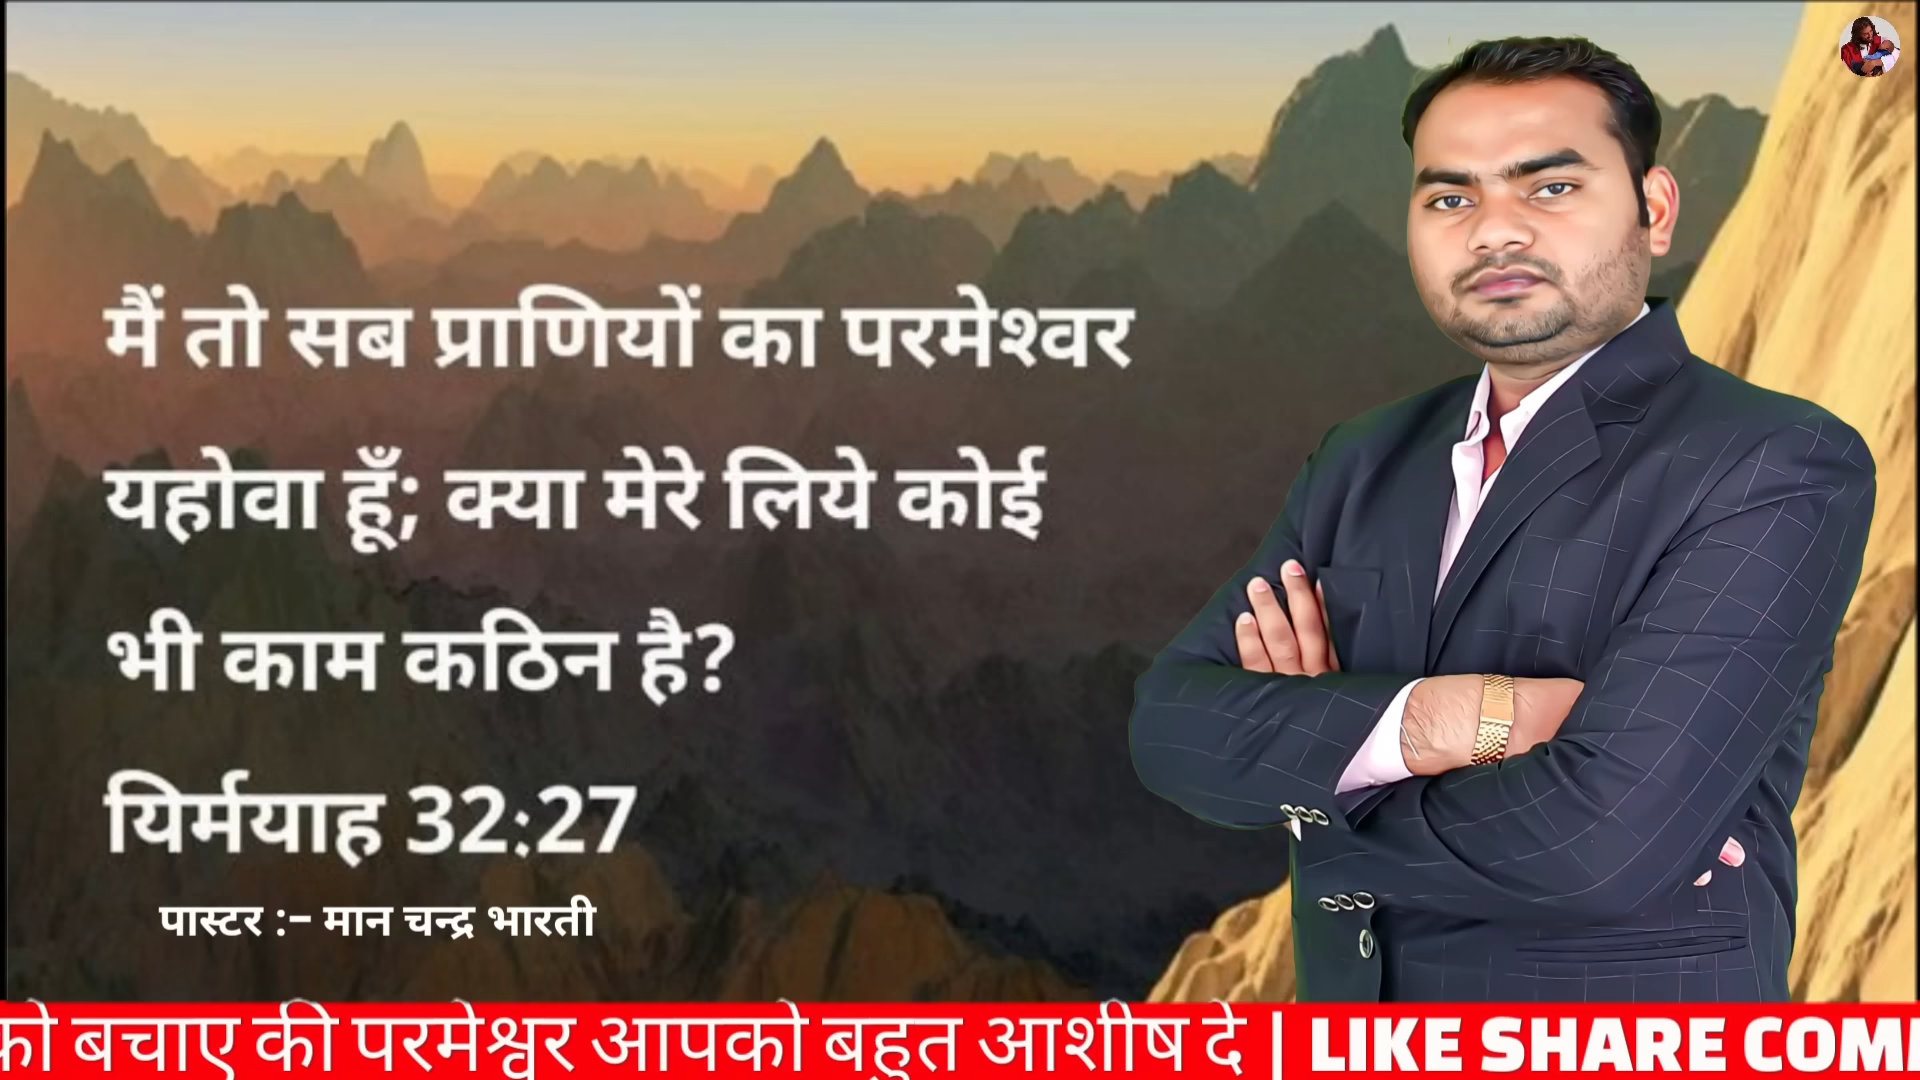 मैं तो सब प्राणियों का परमेश्वर
यहोवा हूँ; क्या मेरे लिये कोई
भी काम कठिन है?
यिर्मयाह 32:27
पास्टर :- मान चन्द्र भारती
को बचाए की परमेश्वर आपको बहुत आशीष दे | LIKE SHARE COM